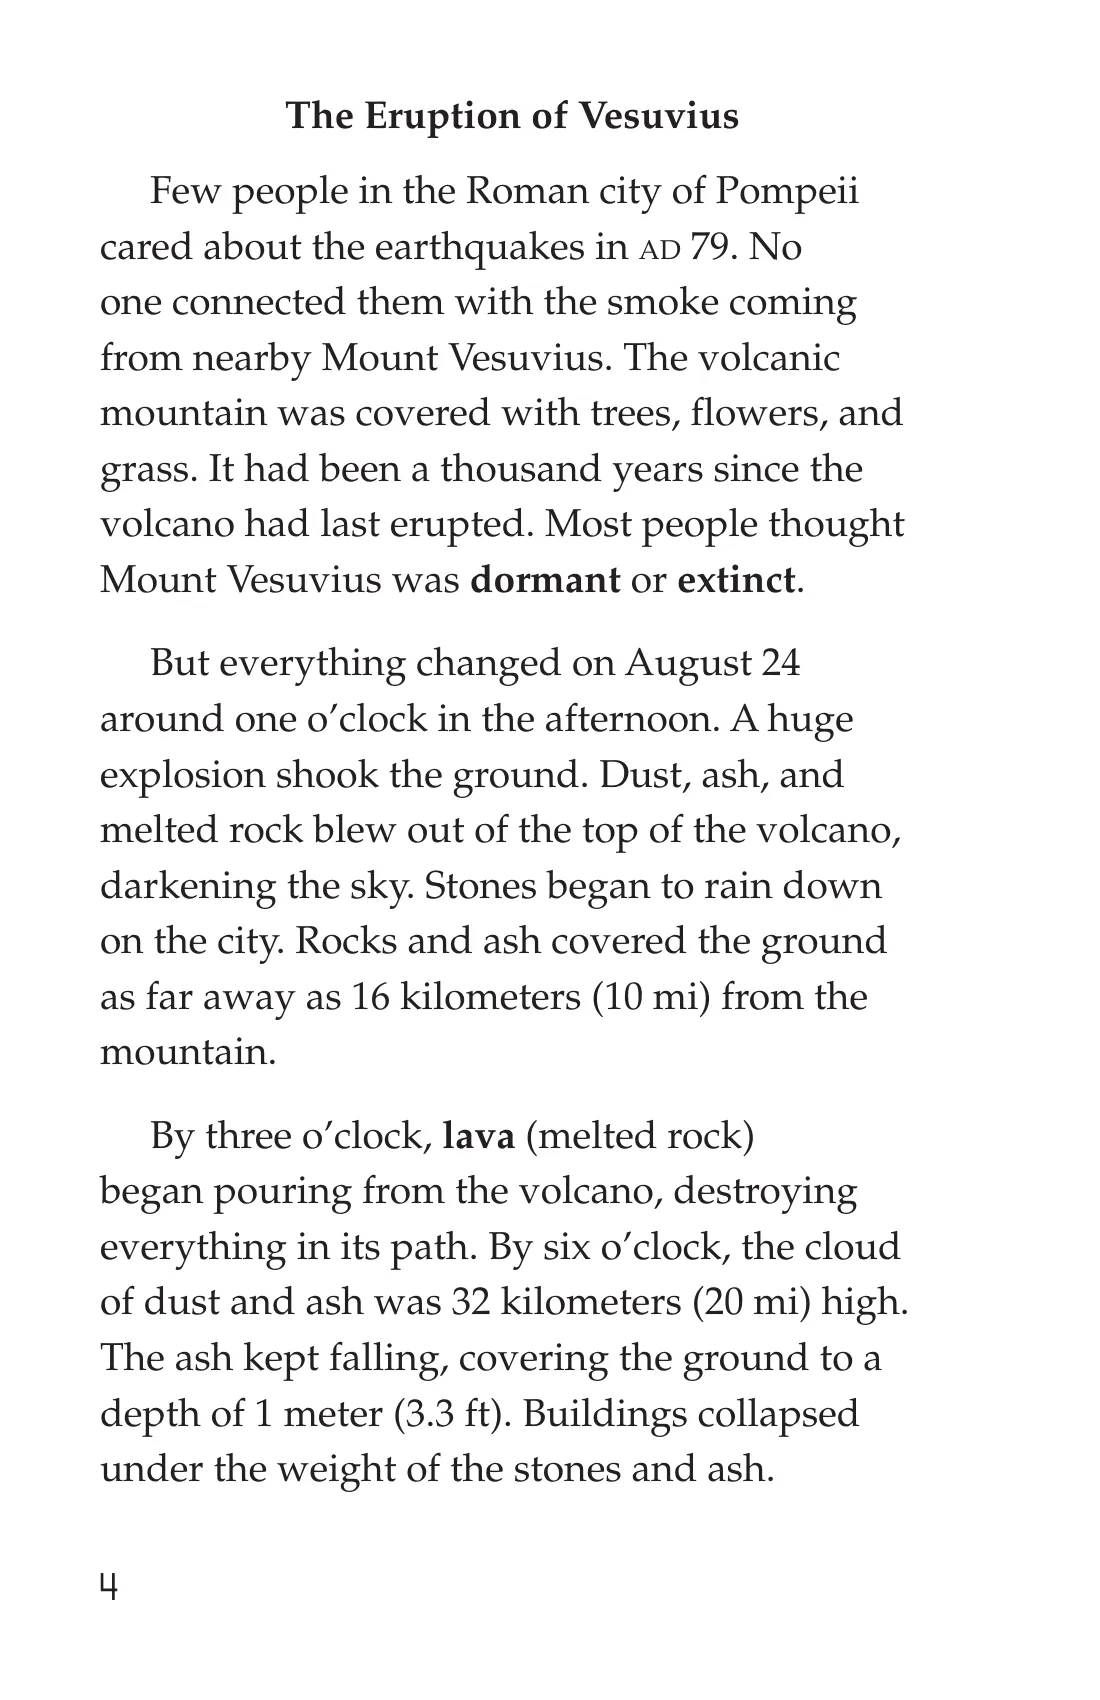 The Eruption of Vesuvius
Few people in the Roman city of Pompeii
cared about the earthquakes in AD 79. No
one connected them with the smoke coming
from nearby Mount Vesuvius. The volcanic
mountain was covered with trees, flowers, and
grass. It had been a thousand years since the
volcano had last erupted. Most people thought
Mount Vesuvius was dormant or extinct.
But everything changed on August 24
around one o’clock in the afternoon. A huge
explosion shook the ground. Dust, ash, and
melted rock blew out of the top of the volcano,
darkening the sky. Stones began to rain down
on the city. Rocks and ash covered the ground
as far away as 16 kilometers (10 mi) from the
mountain.
By three o’clock, lava (melted rock)
began pouring from the volcano, destroying
everything in its path. By six o’clock, the cloud
of dust and ash was 32 kilometers (20 mi) high.
The ash kept falling, covering the ground to a
depth of 1 meter (3.3 ft). Buildings collapsed
under the weight of the stones and ash.
4